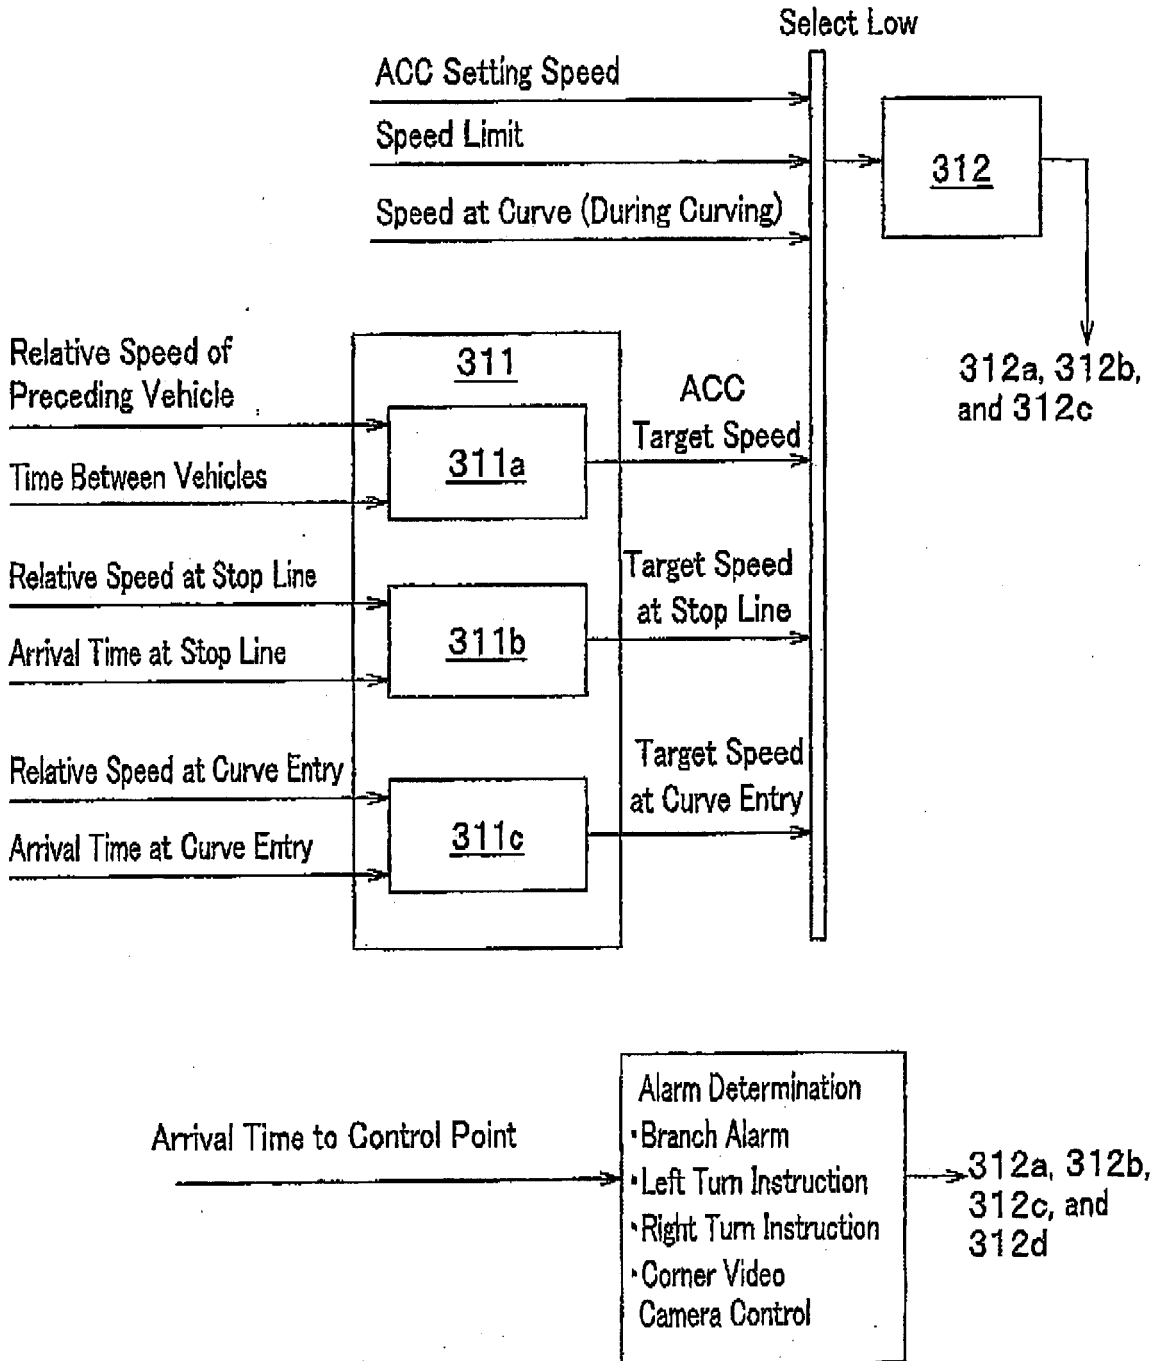 Select Low
ACC Setting Speed
Speed Limit
312
Speed at Curve (During Curving)
312a, 312b,
and 312c
Relative Speed of
Preceding Vehicle
311
311a
ACC
Target Speed
Time Between Vehicles
Relative Speed at Stop Line
311b
Target Speed
at Stop Line
Arrival Time at Stop Line
Relative Speed at Curve Entry
311c
Target Speed
at Curve Entry
Arrival Time at Curve Entry
Arrival Time to Control Point
Alarm Determination
・Branch Alarm
・Left Turn Instruction
・Right Turn Instruction
・Corner Video
Camera Control
312a, 312b,
312c, and
312d